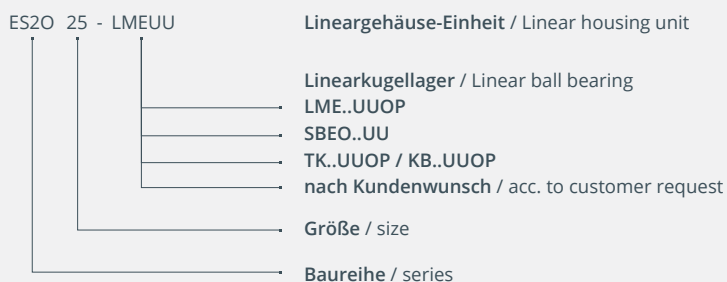 ES2O 25 - LMEUU Lineargehäuse-Einheit / Linear housing unit
Linearkugellager / Linear ball bearing
LME..UUOP
SBEO..UU
TK..UUOP / KB..UUOP
nach Kundenwunsch / acc. to customer request
Größe / size
Baureihe / series